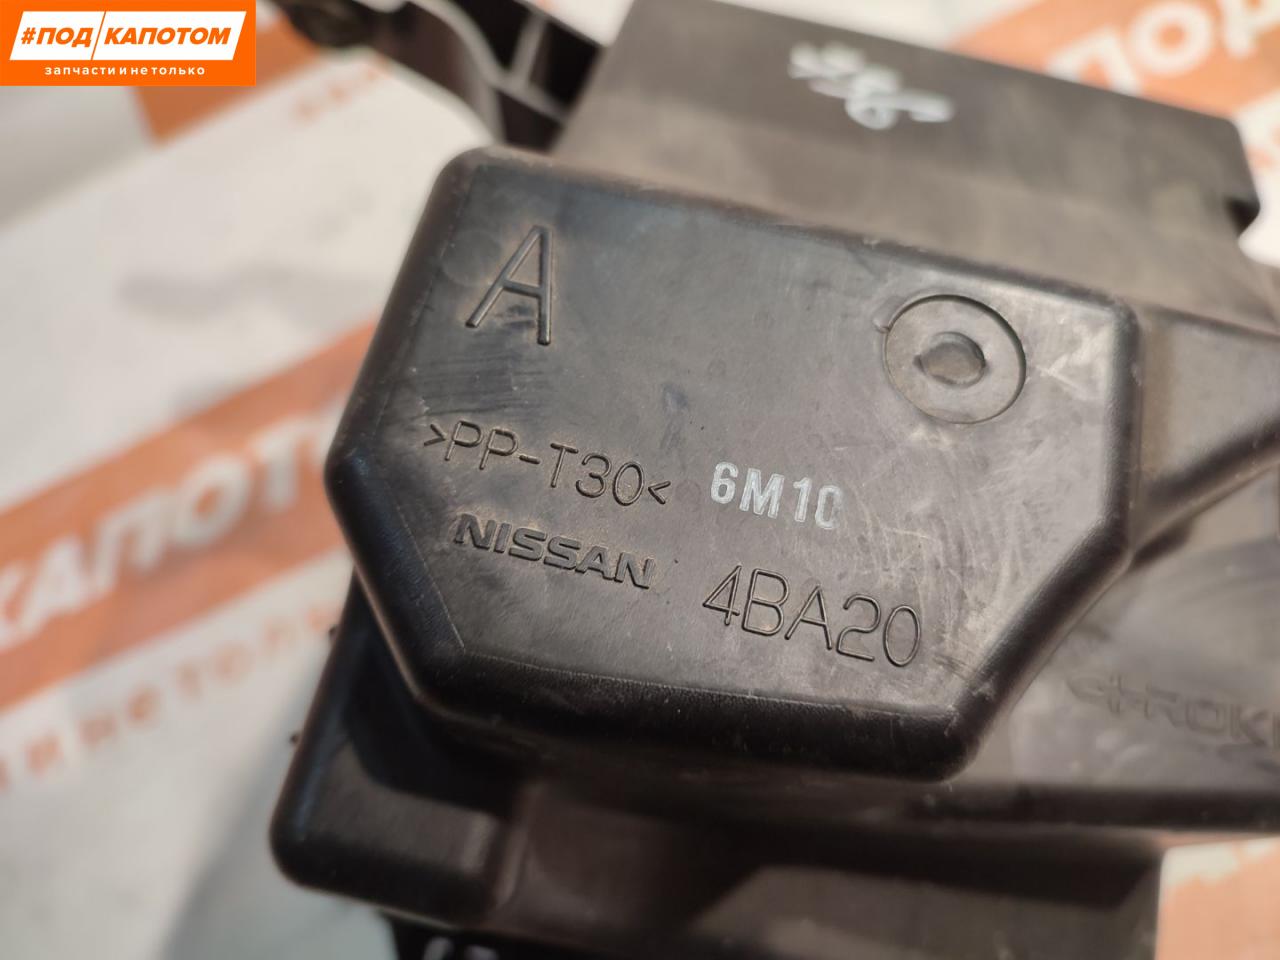 #ПОД/КАПОТОМ
ЗАПЧАСТИ И НЕ ТОЛЬКО
A
>PP-T30< 6M10
NISSAN 4BA20